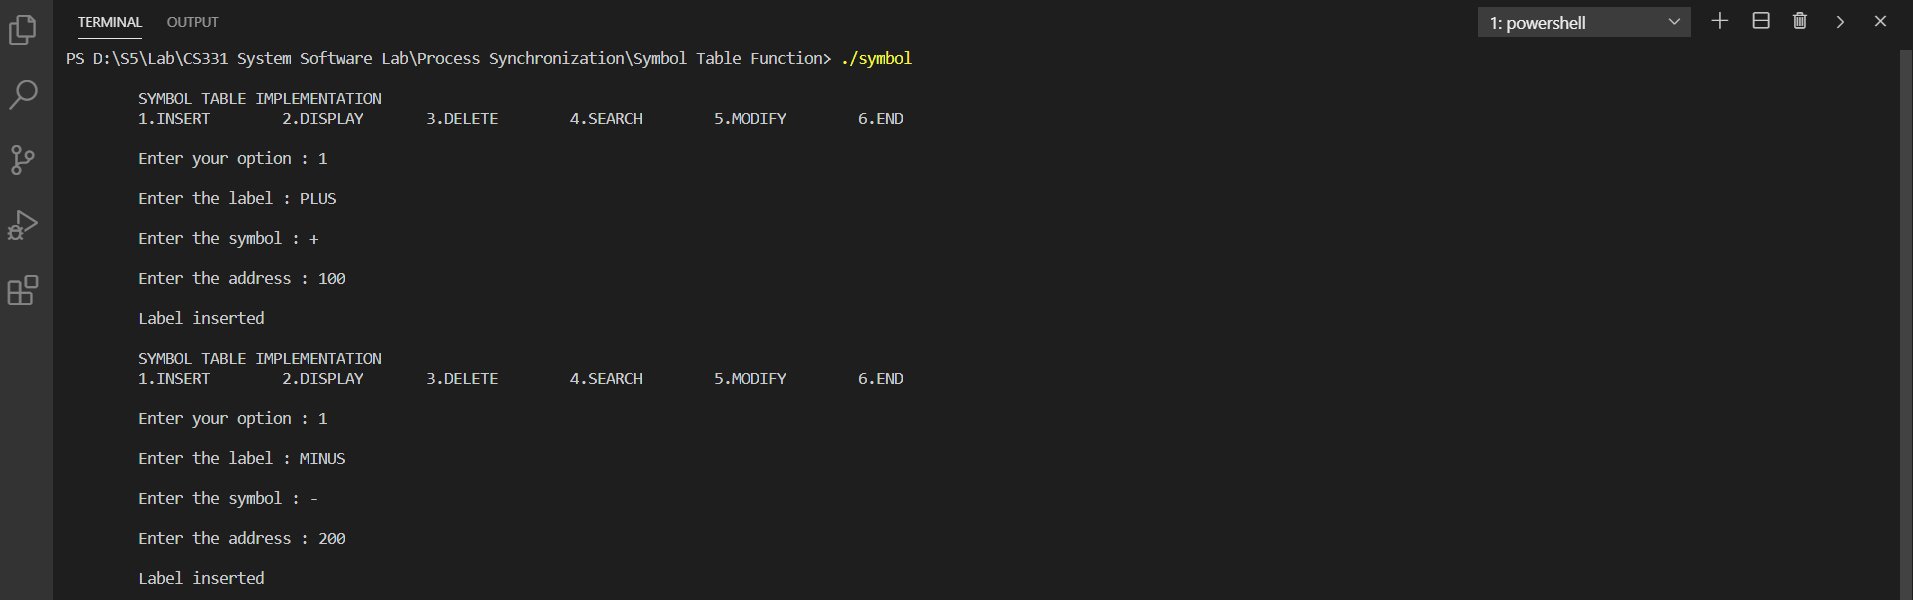 TERMINAL OUTPUT 1: powershell
PS D:\S5\Lab\CS331 System Software Lab\Process Synchronization\Symbol Table Function> ./symbol
SYMBOL TABLE IMPLEMENTATION
1.INSERT 2.DISPLAY 3.DELETE 4.SEARCH 5.MODIFY 6.END
Enter your option : 1
Enter the label : PLUS
Enter the symbol : +
Enter the address : 100
Label inserted
SYMBOL TABLE IMPLEMENTATION
1.INSERT 2.DISPLAY 3.DELETE 4.SEARCH 5.MODIFY 6.END
Enter your option : 1
Enter the label : MINUS
Enter the symbol : -
Enter the address : 200
Label inserted